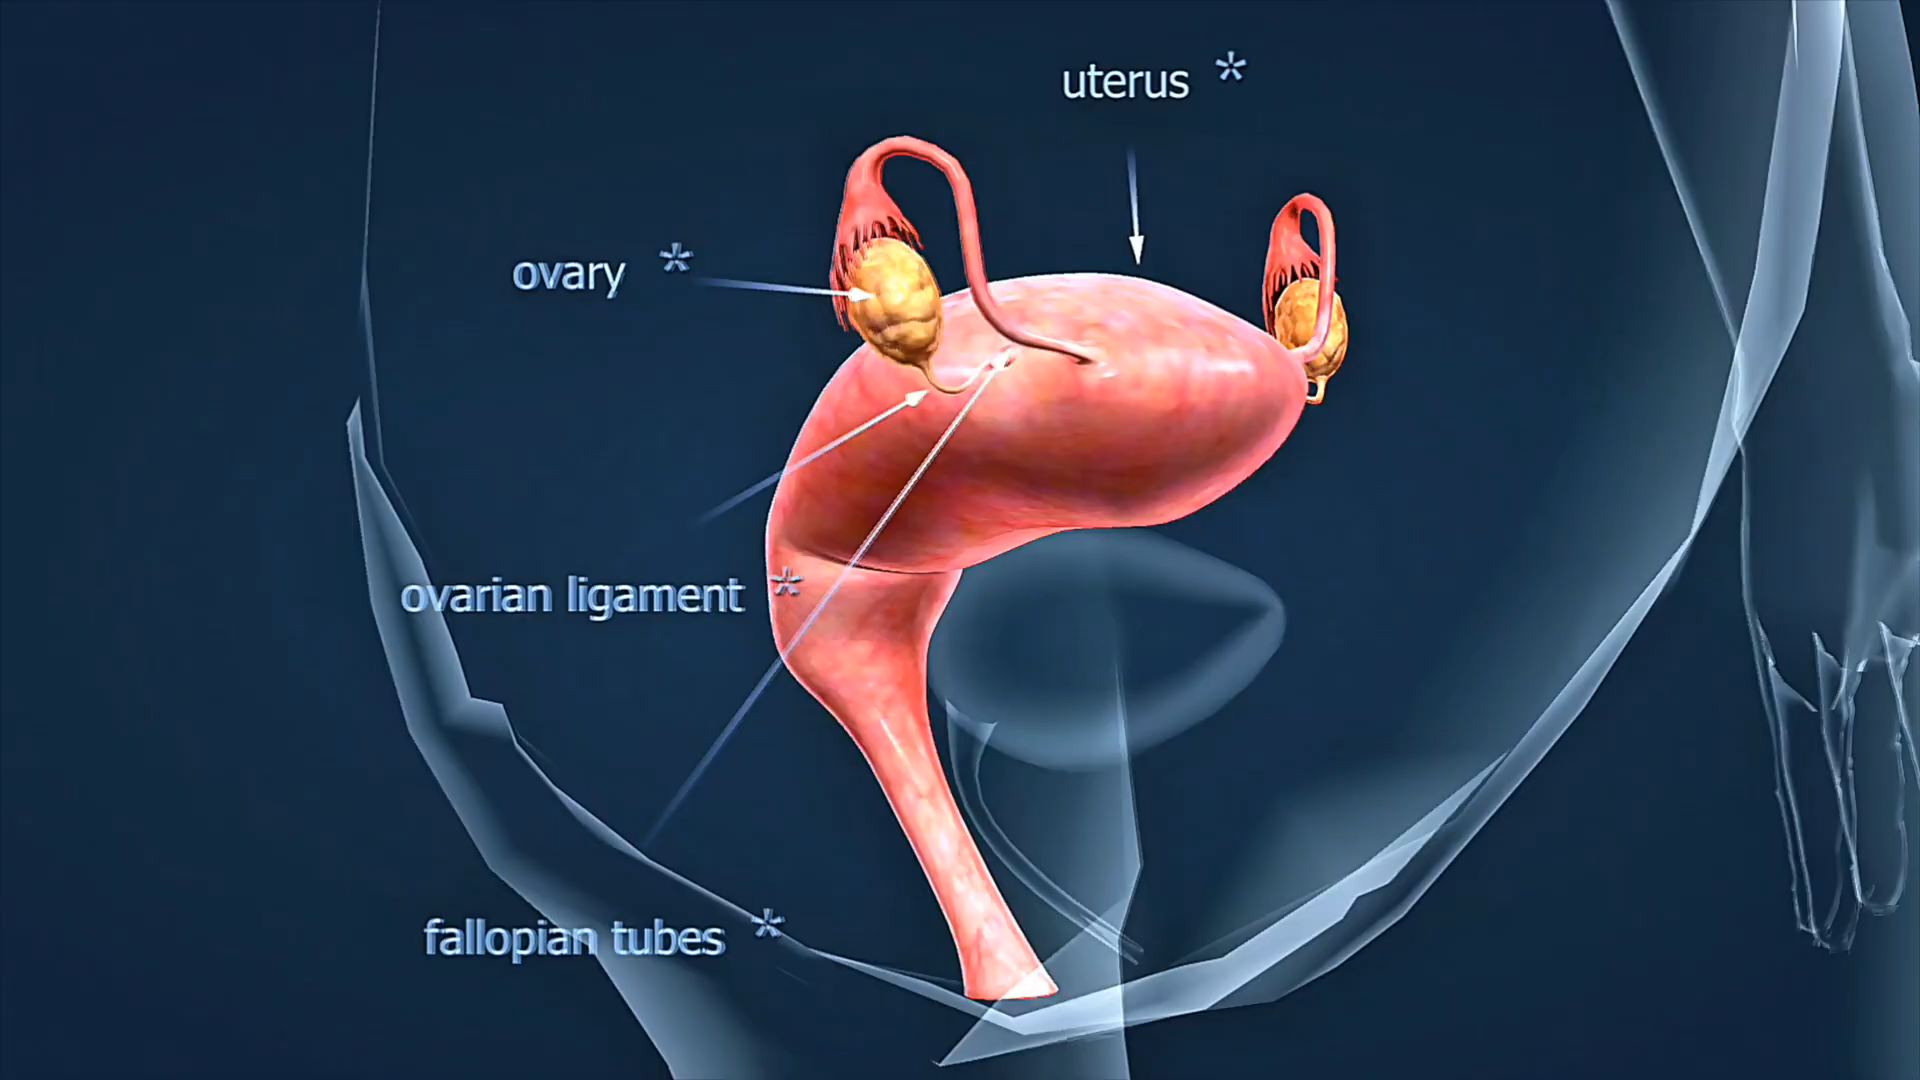 uterus *
ovary *
ovarian ligament *
fallopian tubes *